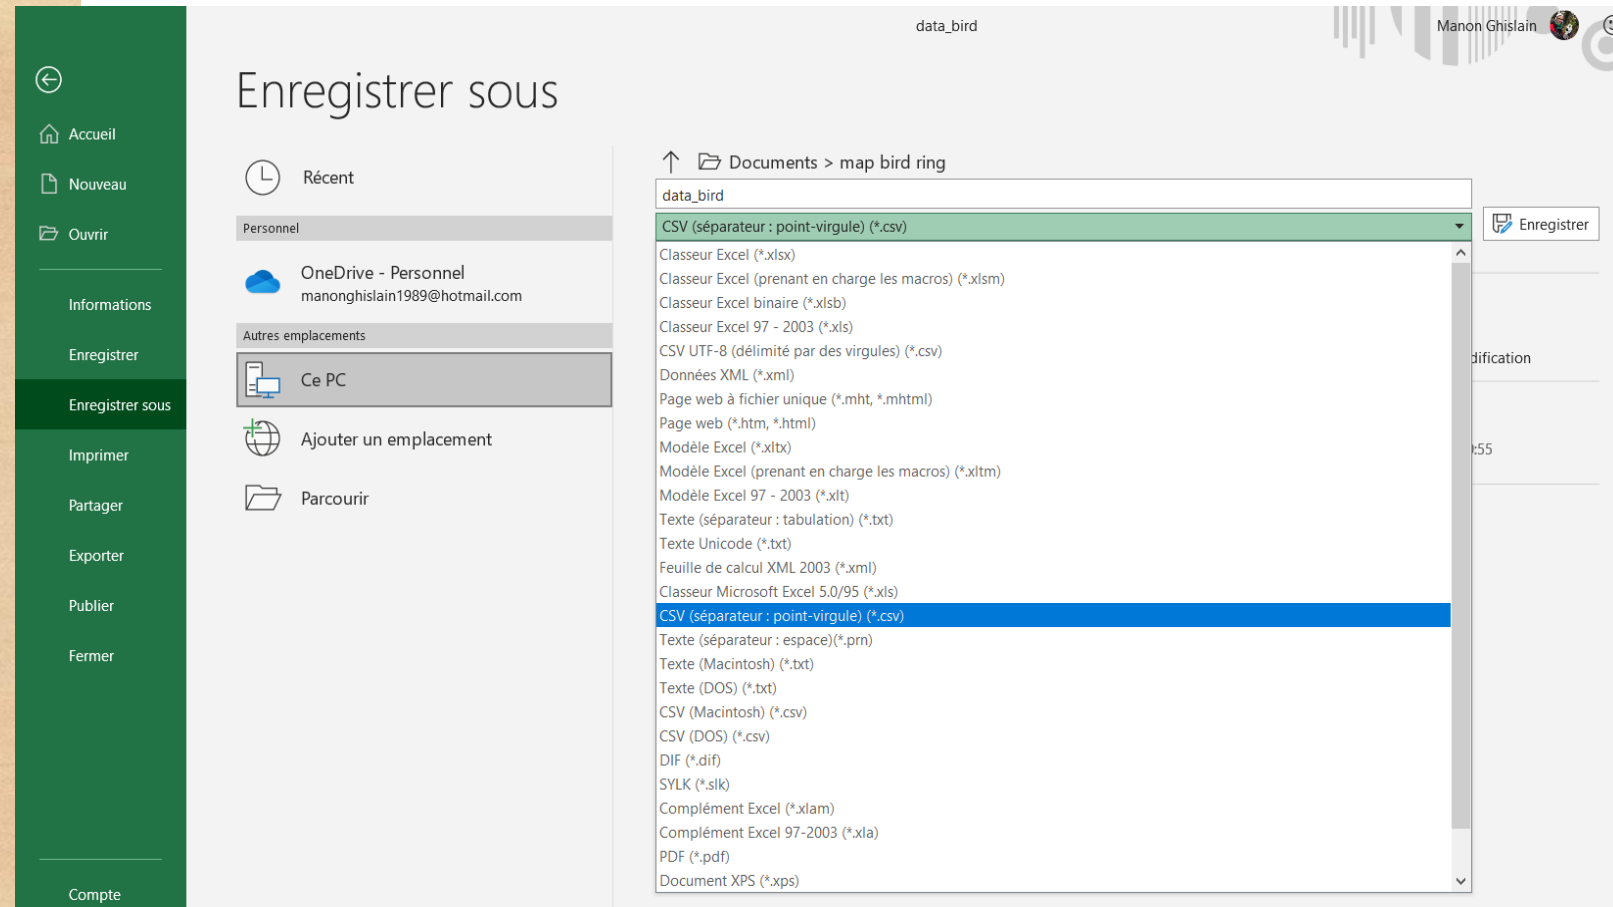 data_bird
Manon Ghislain
Enregistrer sous
Accueil
Nouveau
Ouvrir
Informations
Enregistrer
Enregistrer sous
Imprimer
Partager
Exporter
Publier
Fermer
Compte
Récent
Personnel
OneDrive - Personnel
manonghislain1989@hotmail.com
Autres emplacements
Ce PC
Ajouter un emplacement
Parcourir
Documents > map bird ring
data_bird
CSV (séparateur : point-virgule) (*.csv)
Enregistrer
Classeur Excel (*.xlsx)
Classeur Excel (prenant en charge les macros) (*.xlsm)
Classeur Excel binaire (*.xlsb)
Classeur Excel 97 - 2003 (*.xls)
CSV UTF-8 (délimité par des virgules) (*.csv)
Données XML (*.xml)
Page web à fichier unique (*.mht, *.mhtml)
Page web (*.htm, *.html)
Modèle Excel (*.xltx)
Modèle Excel (prenant en charge les macros) (*.xltm)
Modèle Excel 97 - 2003 (*.xlt)
Texte (séparateur : tabulation) (*.txt)
Texte Unicode (*.txt)
Feuille de calcul XML 2003 (*.xml)
Classeur Microsoft Excel 5.0/95 (*.xls)
CSV (séparateur : point-virgule) (*.csv)
Texte (séparateur : espace)(*.prn)
Texte (Macintosh) (*.txt)
Texte (DOS) (*.txt)
CSV (Macintosh) (*.csv)
CSV (DOS) (*.csv)
DIF (*.dif)
SYLK (*.slk)
Complément Excel (*.xlam)
Complément Excel 97-2003 (*.xla)
PDF (*.pdf)
Document XPS (*.xps)
dification
:55